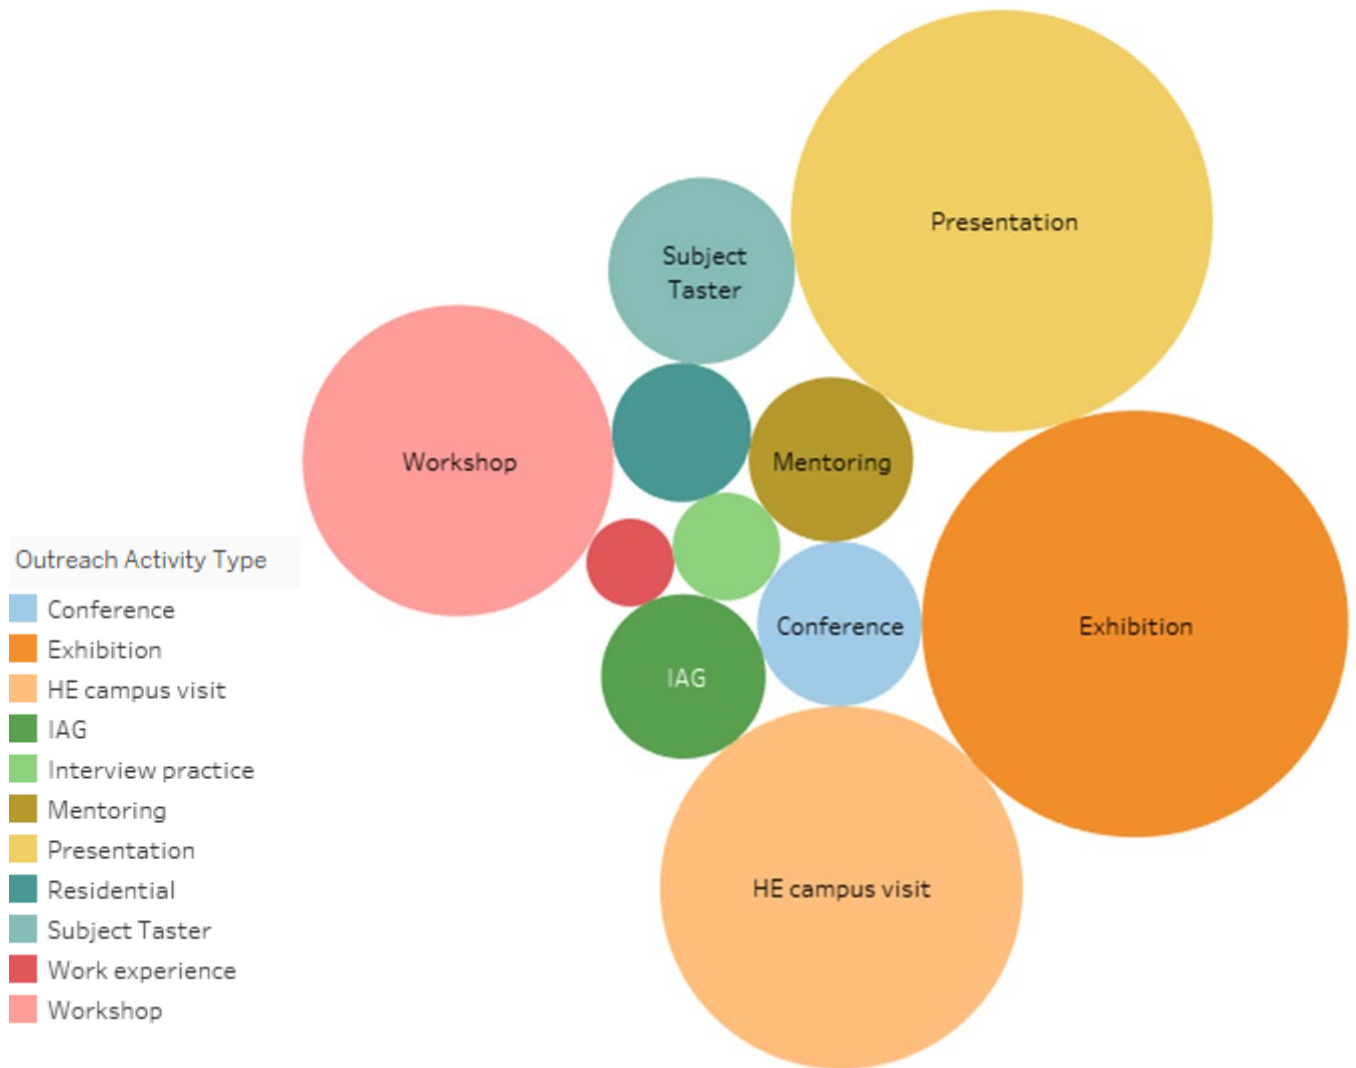 Presentation
Subject
Taster
Workshop
Mentoring
Outreach Activity Type
Conference
Exhibition
HE campus visit
IAG
Interview practice
Mentoring
Presentation
Residential
Subject Taster
Work experience
Workshop
Conference
Exhibition
IAG
HE campus visit